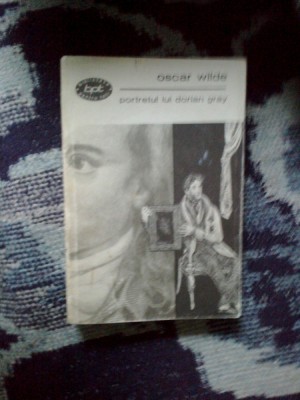 oscar wilde
portretul lui dorian gray
bpt